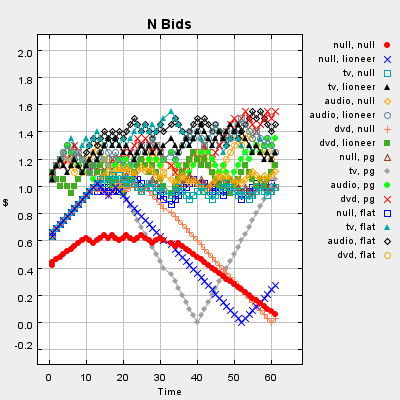 N Bids
2.0
1.8
1.6
1.4
1.2
1.0
0.8
0.6
0.4
0.2
0.0
-0.2
$
0 10 20 30 40 50 60
Time
null, null
null, lioneer
tv, null
tv, lioneer
audio, null
audio, lioneer
dvd, null
dvd, lioneer
null, pg
tv, pg
audio, pg
dvd, pg
null, flat
tv, flat
audio, flat
dvd, flat